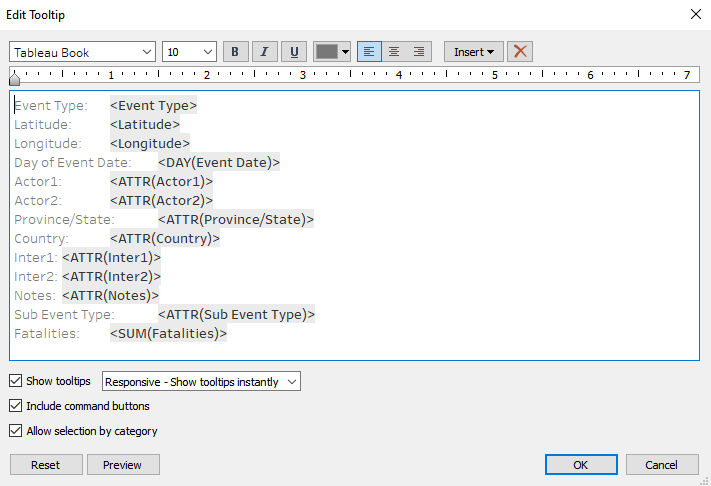 Edit Tooltip
Tableau Book 10 B I U Insert
1 2 3 4 5 6 7
Event Type: <Event Type>
Latitude: <Latitude>
Longitude: <Longitude>
Day of Event Date: <DAY(Event Date)>
Actor1: <ATTR(Actor1)>
Actor2: <ATTR(Actor2)>
Province/State: <ATTR(Province/State)>
Country: <ATTR(Country)>
Inter1: <ATTR(Inter1)>
Inter2: <ATTR(Inter2)>
Notes: <ATTR(Notes)>
Sub Event Type: <ATTR(Sub Event Type)>
Fatalities: <SUM(Fatalities)>
Show tooltips Responsive - Show tooltips instantly
Include command buttons
Allow selection by category
Reset Preview OK Cancel